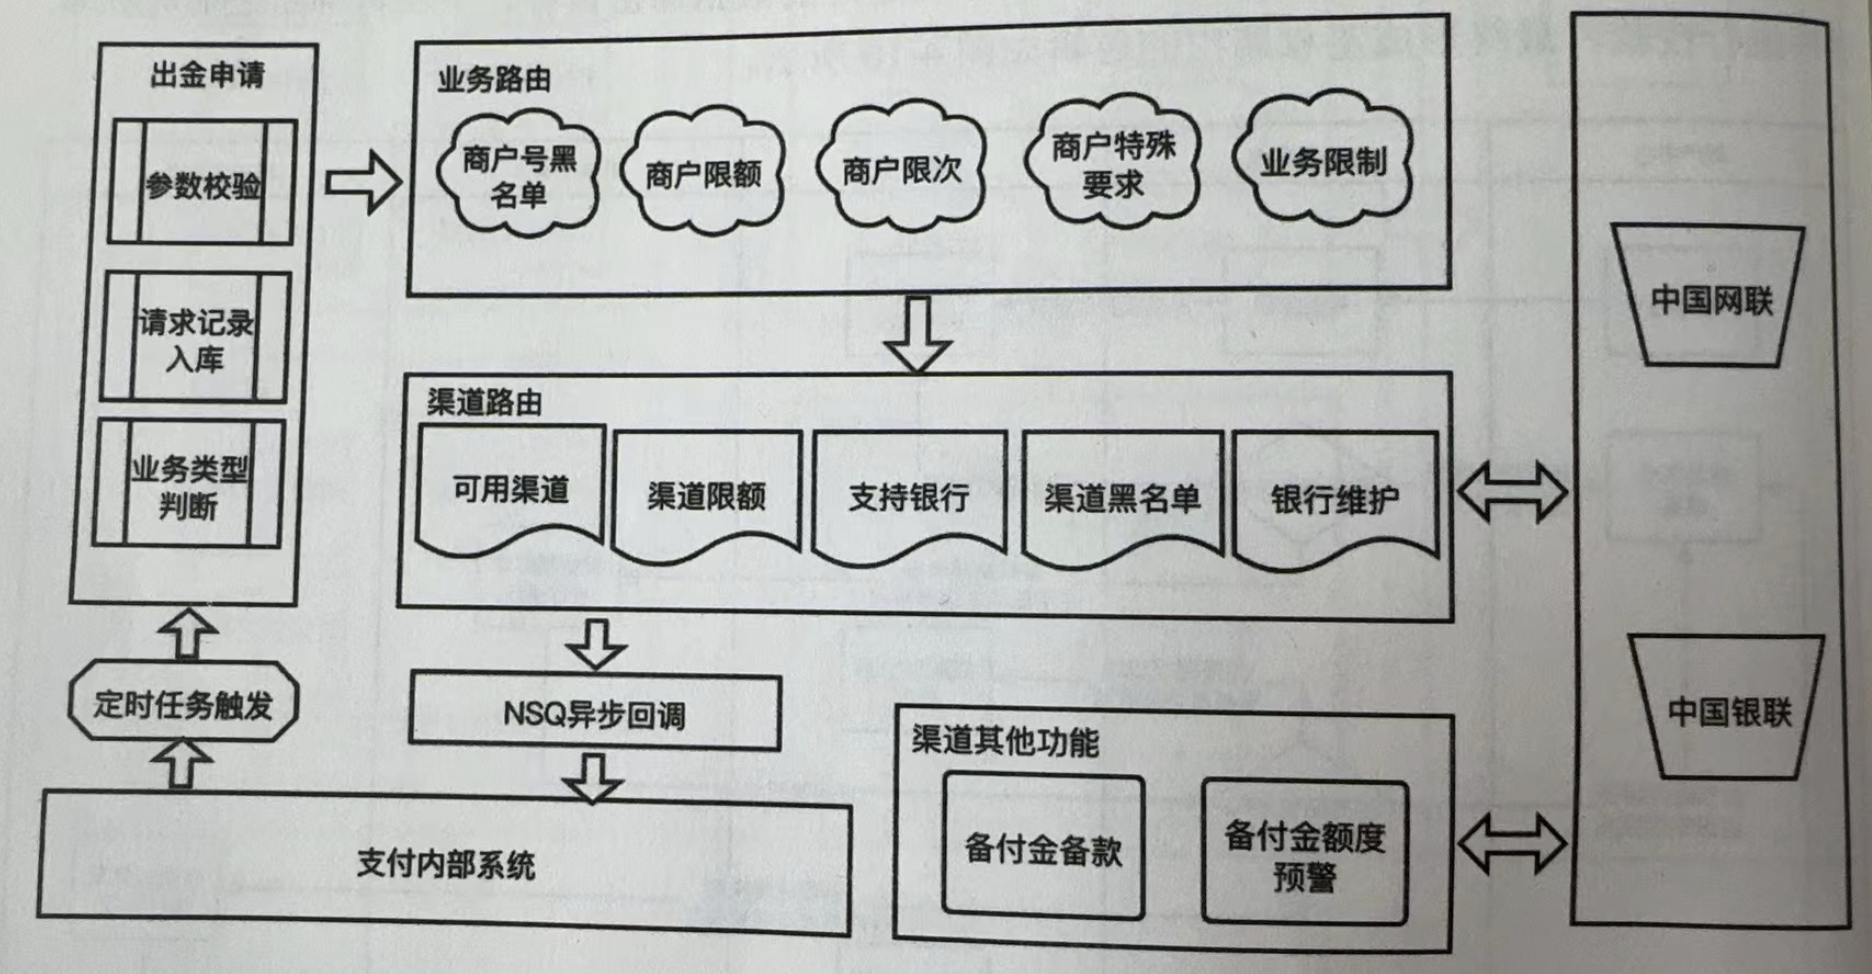 出金申请
参数校验
请求记录
入库
业务类型
判断
定时任务触发
支付内部系统
业务路由
商户号黑
名单
商户限额
商户限次
商户特殊
要求
业务限制
渠道路由
可用渠道
渠道限额
支持银行
渠道黑名单
银行维护
NSQ异步回调
渠道其他功能
备付金备款
备付金额度
预警
中国网联
中国银联